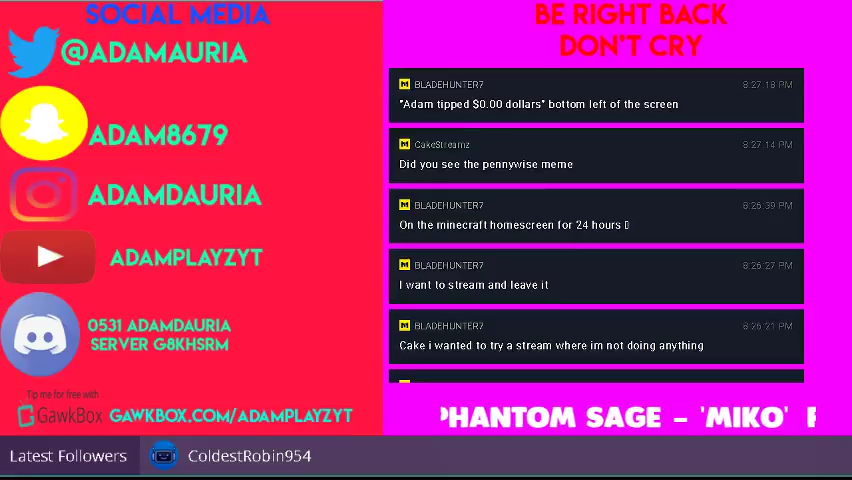 SOCIAL MEDIA
@ADAMAURIA
ADAM8679
ADAMDAURIA
ADAMPLAYZYT
0531 ADAMDAURIA
SERVER G8KHSRM
Tip me for free with
GawkBox GAWKBOX.COM/ADAMPLAYZYT
BE RIGHT BACK
DON'T CRY
BLADEHUNTER7 8:27:18 PM
"Adam tipped $0.00 dollars" bottom left of the screen
CakeStreamz 8:27:14 PM
Did you see the pennywise meme
BLADEHUNTER7 8:26:39 PM
On the minecraft homescreen for 24 hours
BLADEHUNTER7 8:26:27 PM
I want to stream and leave it
BLADEHUNTER7 8:26:21 PM
Cake i wanted to try a stream where im not doing anything
PHANTOM SAGE – 'MIKO'
Latest Followers ColdestRobin954